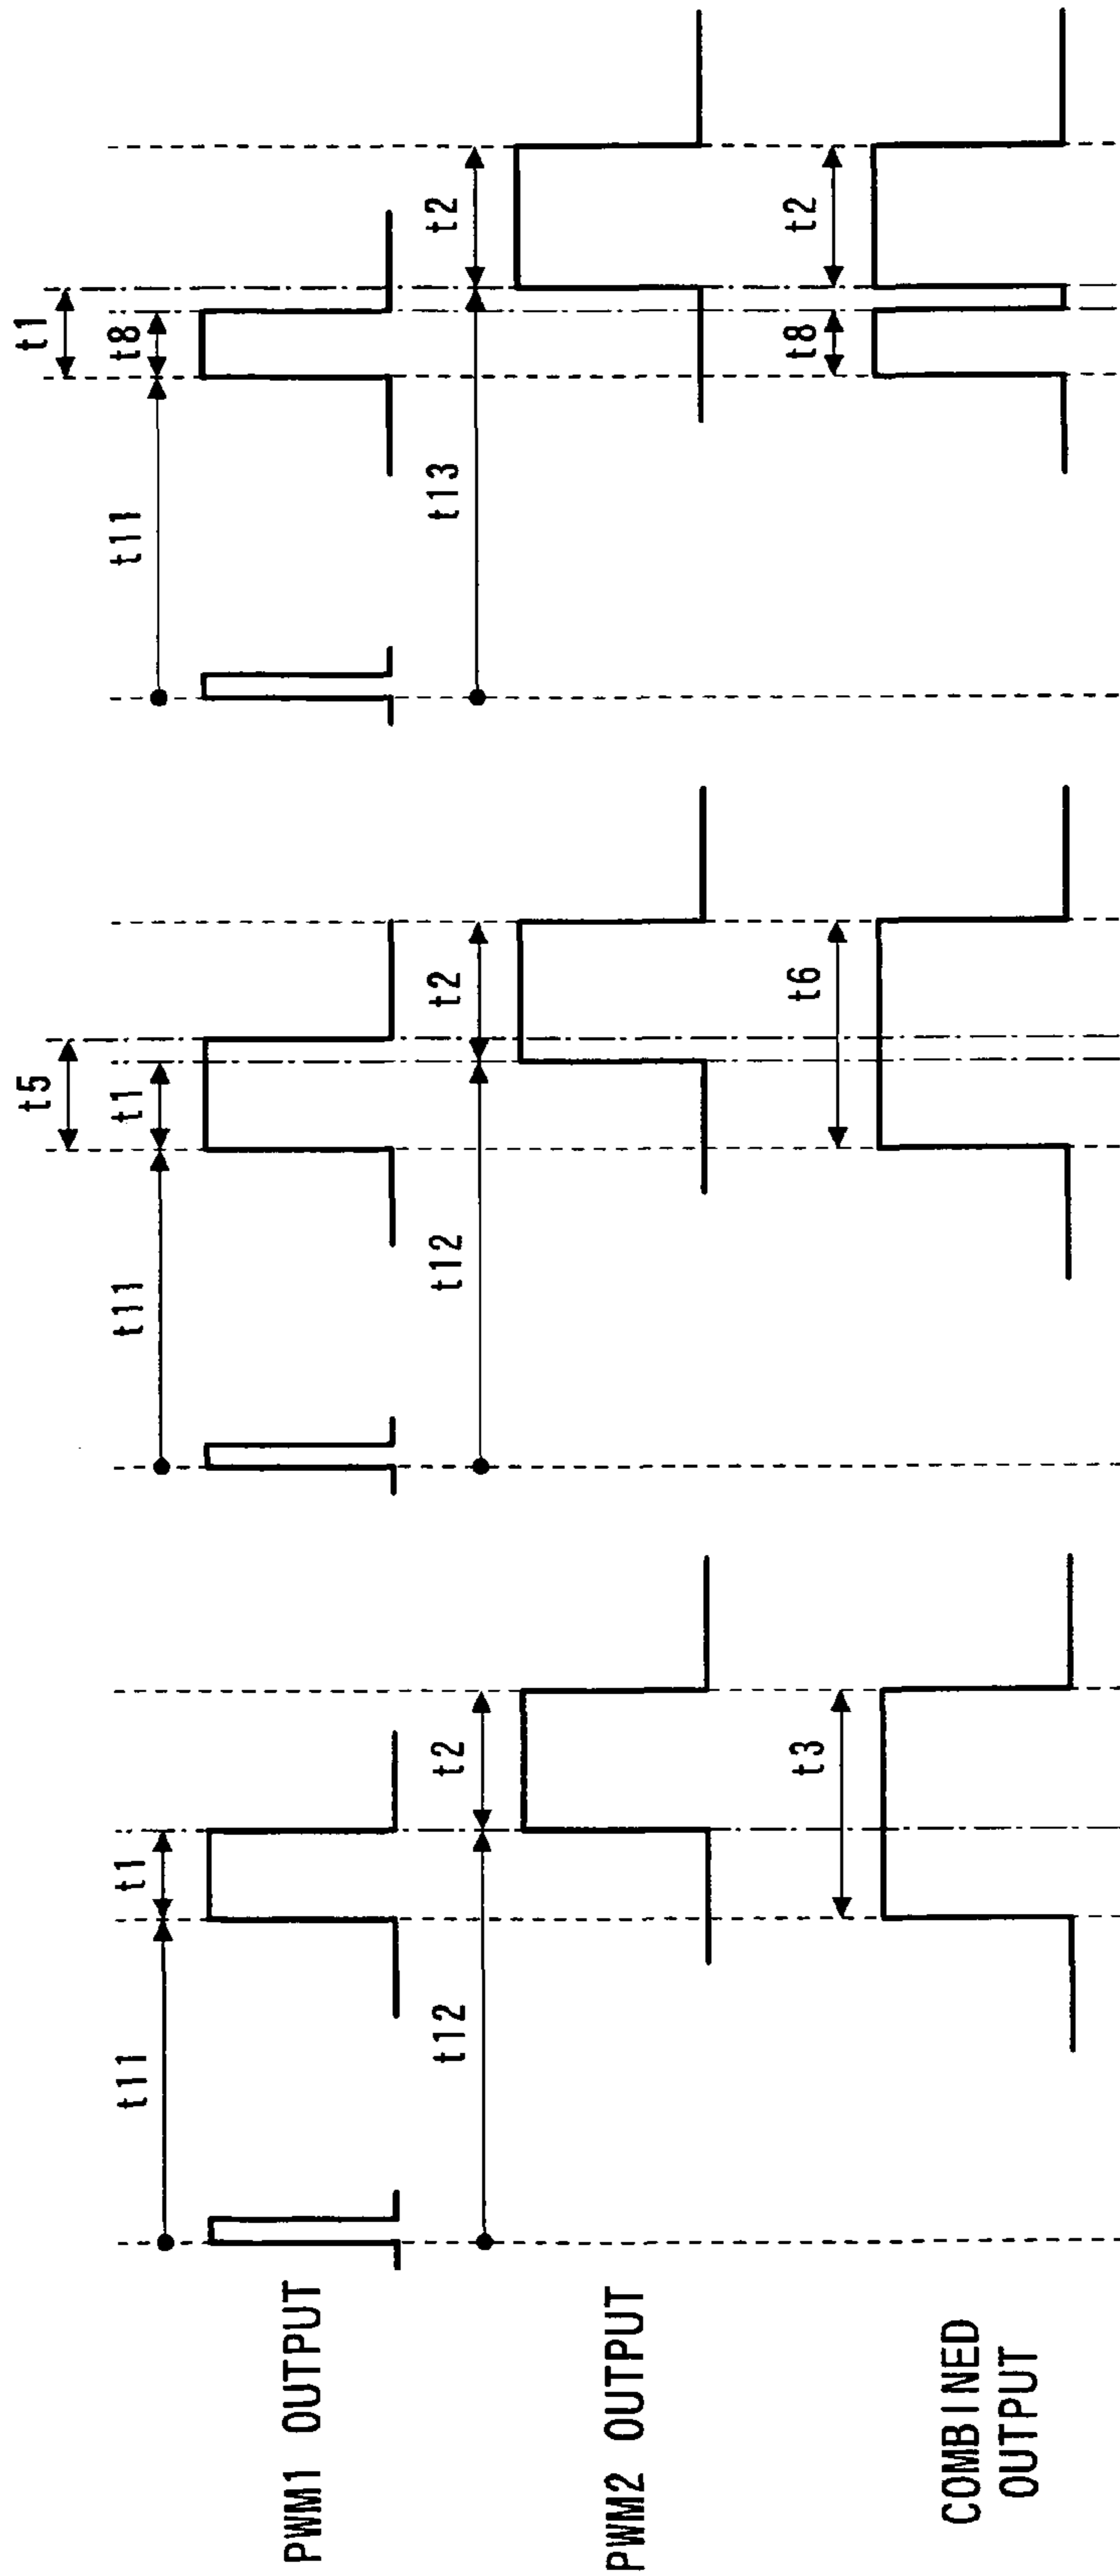 PWM1 OUTPUT
t11
t1
t11
t1
t5
t11
t8
t1
PWM2 OUTPUT
t12
t2
t12
t2
t13
t2
COMBINED
OUTPUT
t3
t6
t8
t2